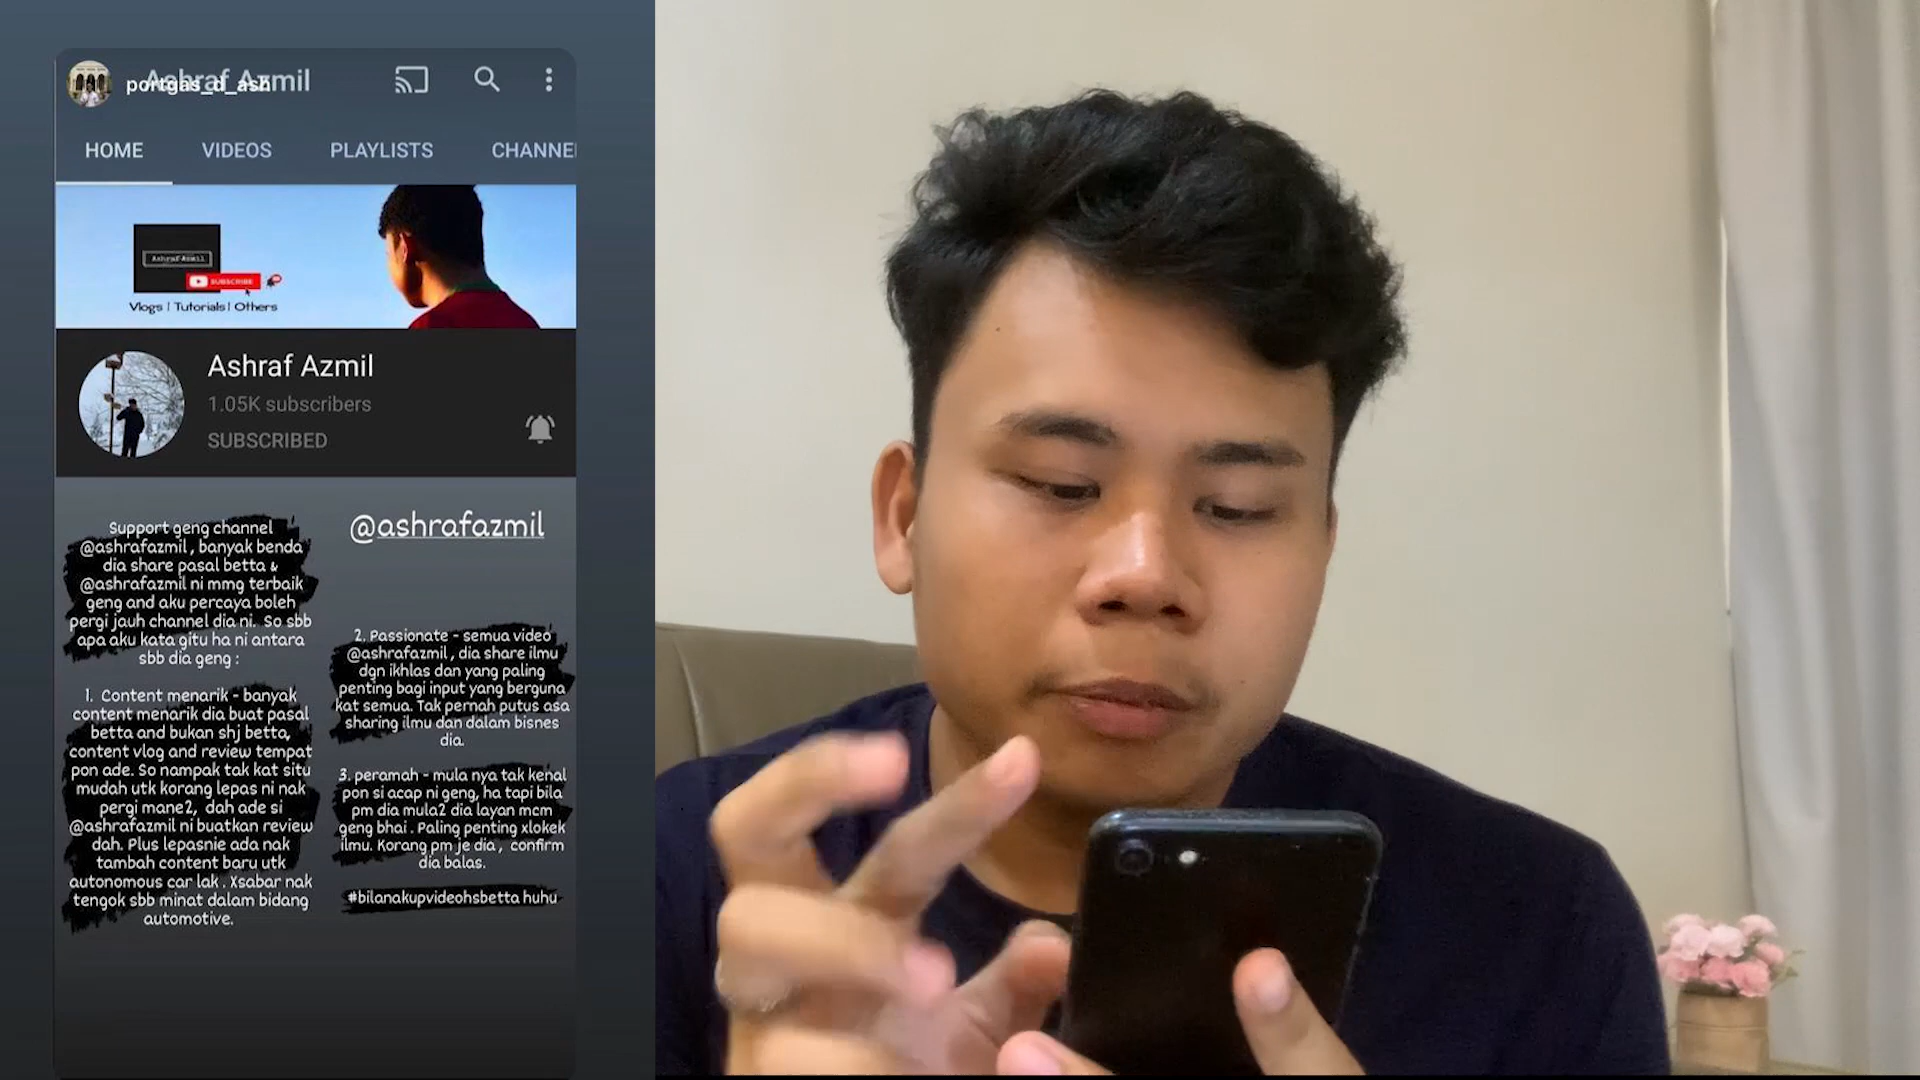 Ashraf Azmil
portgas_d_ash
HOME
VIDEOS
PLAYLISTS
CHANNE
Ashraf Azmil
SUBSCRIBE
Vlogs | Tutorials | Others
Ashraf Azmil
1.05K subscribers
SUBSCRIBED
Support geng channel
@ashrafazmil , banyak benda
dia share pasal betta &
@ashrafazmil ni mmg terbaik
geng and aku percaya boleh
pergi jauh channel dia ni. So sbb
apa aku kata gitu ha ni antara
sbb dia geng :
1. Content menarik - banyak
content menarik dia buat pasal
betta and bukan shj betta,
content vlog and review tempat
pon ade. So nampak tak kat situ
mudah utk korang lepas ni nak
pergi mane2, dah ade si
@ashrafazmil ni buatkan review
dah. Plus lepasnie ada nak
tambah content baru utk
autonomous car lak . Xsabar nak
tengok sbb minat dalam bidang
automotive.
@ashrafazmil
2. Passionate - semua video
@ashrafazmil , dia share ilmu
dgn ikhlas dan yang paling
penting bagi input yang berguna
kat semua. Tak pernah putus asa
sharing ilmu dan dalam bisnes
dia.
3. peramah - mula nya tak kenal
pon si acap ni geng, ha tapi bila
pm dia mula2 dia layan mcm
geng bhai . Paling penting xlokek
ilmu. Korang pm je dia , confirm
dia balas.
#bilanakupvideohsbetta huhu